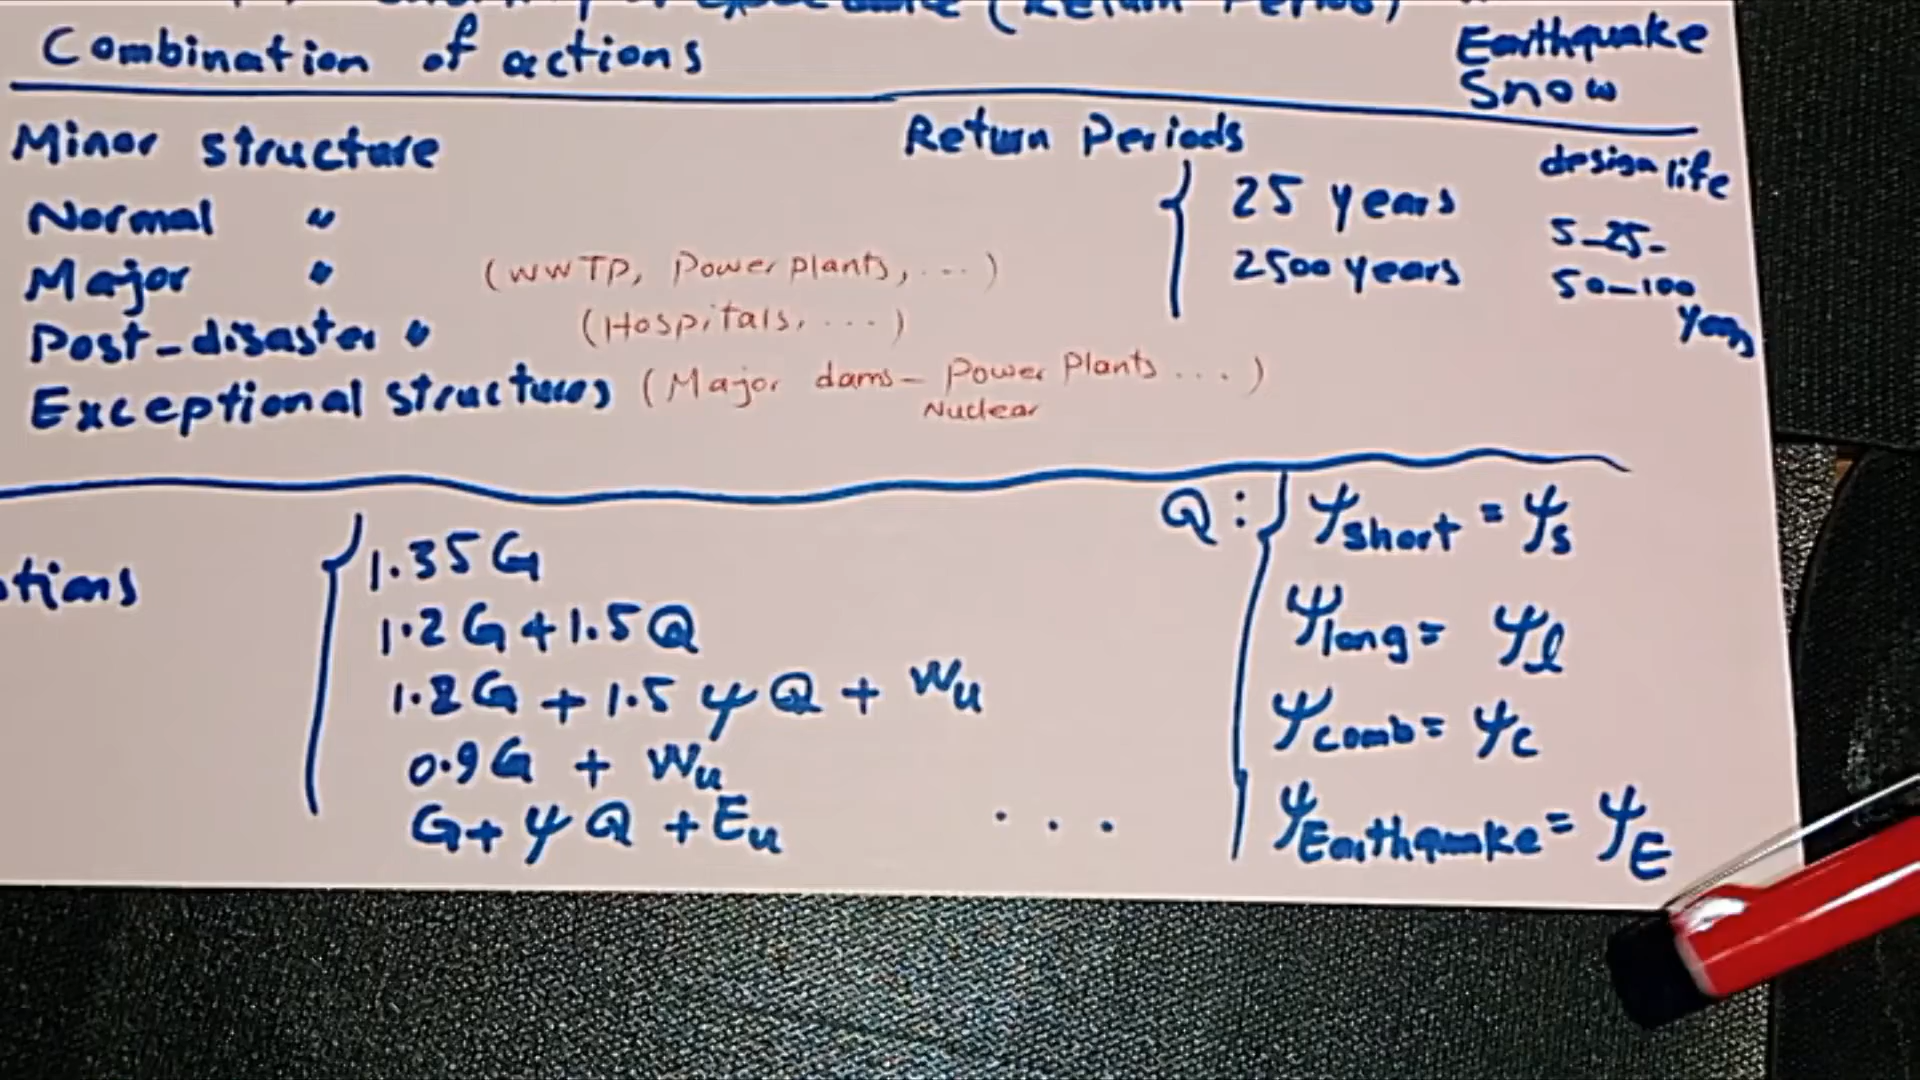 (Return Period)
Combination of actions
Earthquake
Snow
Minor structure
Normal "
Major " (WWTP, Power plants, ...)
Post-disaster " (Hospitals, ...)
Exceptional structures (Major dams- Power Plants ...)
Nuclear
Return Periods
25 years
2500 years
design life
5-25-
50-100
years
1.35G
1.2G+1.5Q
1.2G + 1.5ψQ + Wu
0.9G + Wu
G+ψQ+Eu ...
Q: ψshort = ψs
ψlong = ψl
ψcomb = ψc
ψEarthquake = ψE